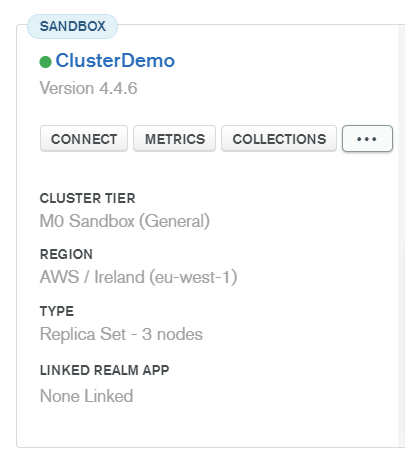 SANDBOX
ClusterDemo
Version 4.4.6
CONNECT METRICS COLLECTIONS ...
CLUSTER TIER
M0 Sandbox (General)
REGION
AWS / Ireland (eu-west-1)
TYPE
Replica Set - 3 nodes
LINKED REALM APP
None Linked